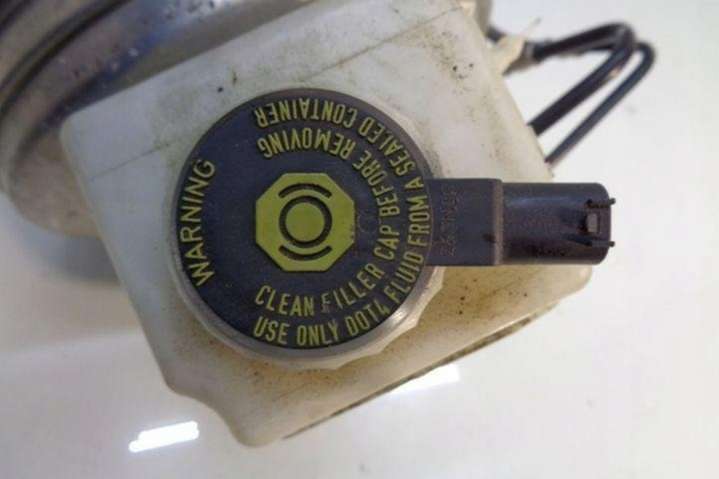 WARNING
CLEAN FILLER CAP BEFORE REMOVING
USE ONLY DOT4 FLUID FROM A SEALED CONTAINER